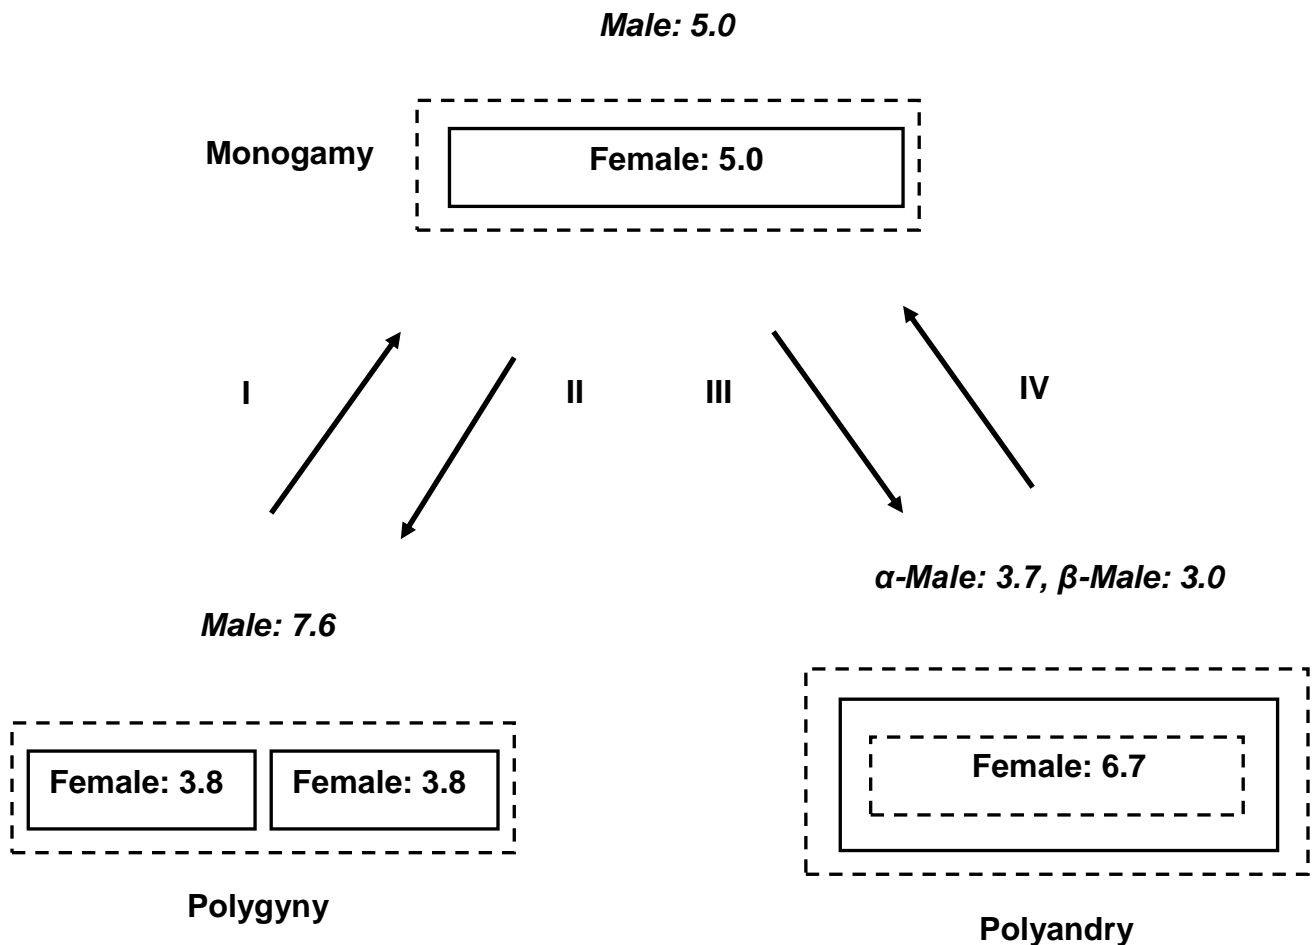 Male: 5.0
Monogamy
Female: 5.0
I
II
III
IV
α-Male: 3.7, β-Male: 3.0
Male: 7.6
Female: 3.8
Female: 3.8
Female: 6.7
Polygyny
Polyandry